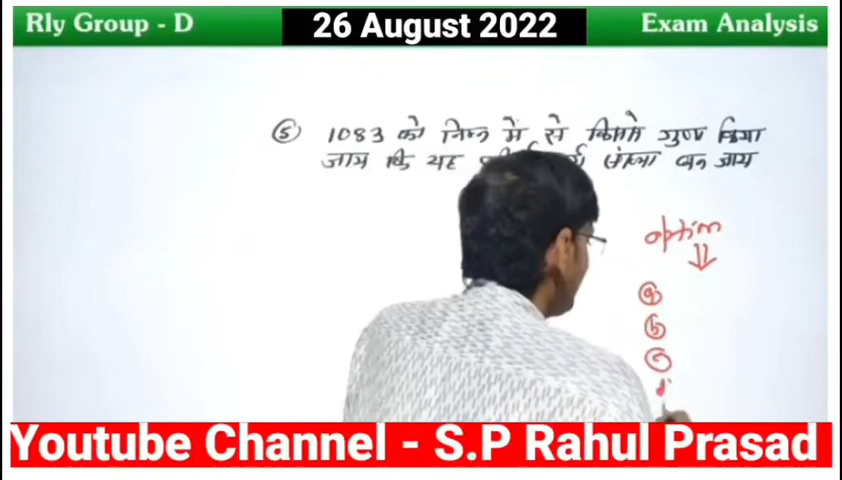 Rly Group - D
26 August 2022
Exam Analysis
⑤ 1083 को निम्न में से किससे गुणा किया
जाय कि यह संख्या बन जाय
option
⇓
ⓐ
ⓑ
ⓒ
d
Youtube Channel - S.P Rahul Prasad